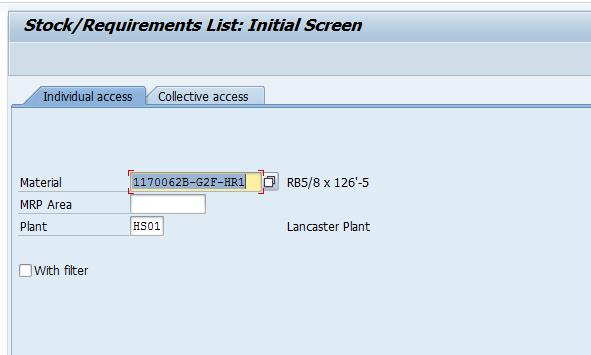 Stock/Requirements List: Initial Screen
Individual access Collective access
Material 1170062B-G2F-HR1 RB5/8 x 126'-5
MRP Area
Plant HS01 Lancaster Plant
With filter